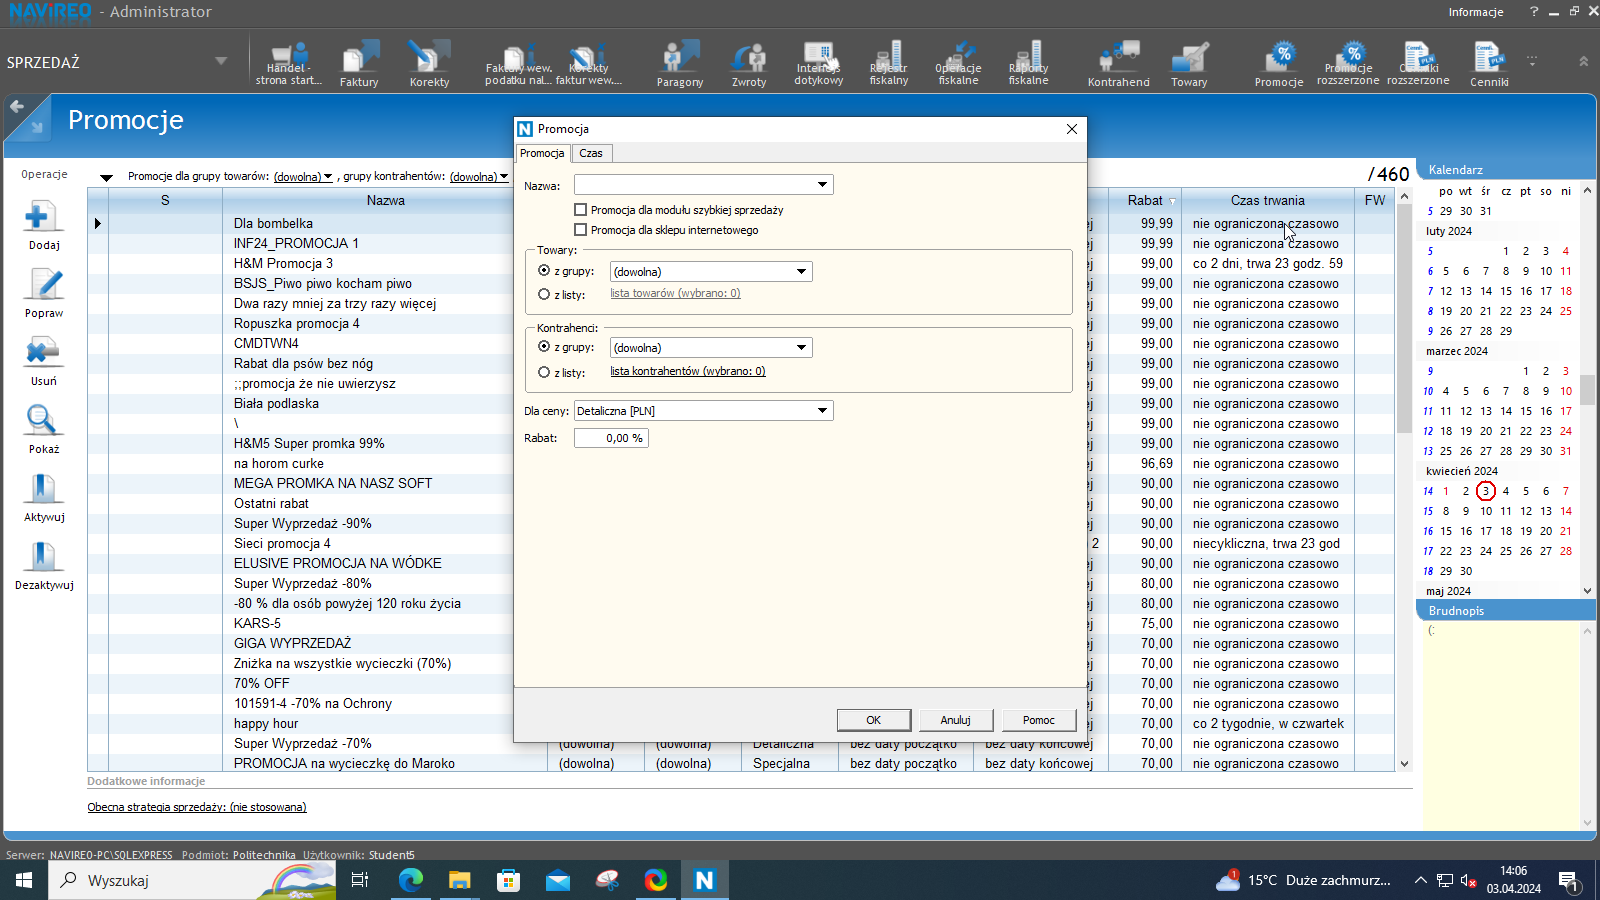 NAVIREO - Administrator
Informacje
SPRZEDAŻ
Handel - strona start...
Faktury
Korekty
Faktury wew. podatku nal...
Korekty faktur wew....
Paragony
Zwroty
Interfejs dotykowy
Rejestr fiskalny
Operacje fiskalne
Raporty fiskalne
Kontrahenci
Towary
Promocje
Promocje rozszerzone
Cenniki rozszerzone
Cenniki
Promocje
Operacje
Dodaj
Popraw
Usuń
Pokaż
Aktywuj
Dezaktywuj
Promocje dla grupy towarów: (dowolna) , grupy kontrahentów: (dowolna)
/460
S Nazwa Rabat Czas trwania FW
Dla bombelka 99,99 nie ograniczona czasowo
INF24_PROMOCJA 1 99,99 nie ograniczona czasowo
H&M Promocja 3 99,00 co 2 dni, trwa 23 godz. 59
BSJS_Piwo piwo kocham piwo 99,00 nie ograniczona czasowo
Dwa razy mniej za trzy razy więcej 99,00 nie ograniczona czasowo
Ropuszka promocja 4 99,00 nie ograniczona czasowo
CMDTWN4 99,00 nie ograniczona czasowo
Rabat dla psów bez nóg 99,00 nie ograniczona czasowo
;;promocja że nie uwierzysz 99,00 nie ograniczona czasowo
Biała podlaska 99,00 nie ograniczona czasowo
\ 99,00 nie ograniczona czasowo
H&M5 Super promka 99% 99,00 nie ograniczona czasowo
na horom curke 96,69 nie ograniczona czasowo
MEGA PROMKA NA NASZ SOFT 90,00 nie ograniczona czasowo
Ostatni rabat 90,00 nie ograniczona czasowo
Super Wyprzedaż -90% 90,00 nie ograniczona czasowo
Sieci promocja 4 2 90,00 niecykliczna, trwa 23 god
ELUSIVE PROMOCJA NA WÓDKE 90,00 nie ograniczona czasowo
Super Wyprzedaż -80% 80,00 nie ograniczona czasowo
-80 % dla osób powyżej 120 roku życia 80,00 nie ograniczona czasowo
KARS-5 75,00 nie ograniczona czasowo
GIGA WYPRZEDAŻ 70,00 nie ograniczona czasowo
Zniżka na wszystkie wycieczki (70%) 70,00 nie ograniczona czasowo
70% OFF 70,00 nie ograniczona czasowo
101591-4 -70% na Ochrony 70,00 nie ograniczona czasowo
happy hour 70,00 co 2 tygodnie, w czwartek
Super Wyprzedaż -70% (dowolna) (dowolna) Detaliczna bez daty początko bez daty końcowej 70,00 nie ograniczona czasowo
PROMOCJA na wycieczkę do Maroko (dowolna) (dowolna) Specjalna bez daty początko bez daty końcowej 70,00 nie ograniczona czasowo
Dodatkowe informacje
Obecna strategia sprzedaży: (nie stosowana)
Promocja
Promocja Czas
Nazwa:
Promocja dla modułu szybkiej sprzedaży
Promocja dla sklepu internetowego
Towary:
z grupy: (dowolna)
z listy: lista towarów (wybrano: 0)
Kontrahenci:
z grupy: (dowolna)
z listy: lista kontrahentów (wybrano: 0)
Dla ceny: Detaliczna [PLN]
Rabat: 0,00 %
OK Anuluj Pomoc
Kalendarz
po wt śr cz pt so ni
5 29 30 31
luty 2024
5 1 2 3 4
6 5 6 7 8 9 10 11
7 12 13 14 15 16 17 18
8 19 20 21 22 23 24 25
9 26 27 28 29
marzec 2024
9 1 2 3
10 4 5 6 7 8 9 10
11 11 12 13 14 15 16 17
12 18 19 20 21 22 23 24
13 25 26 27 28 29 30 31
kwiecień 2024
14 1 2 3 4 5 6 7
15 8 9 10 11 12 13 14
16 15 16 17 18 19 20 21
17 22 23 24 25 26 27 28
18 29 30
maj 2024
Brudnopis
(:
Serwer: NAVIREO-PC\SQLEXPRESS Podmiot: Politechnika Użytkownik: Student5
Wyszukaj
1
15°C Duże zachmurz...
14:06
03.04.2024
1